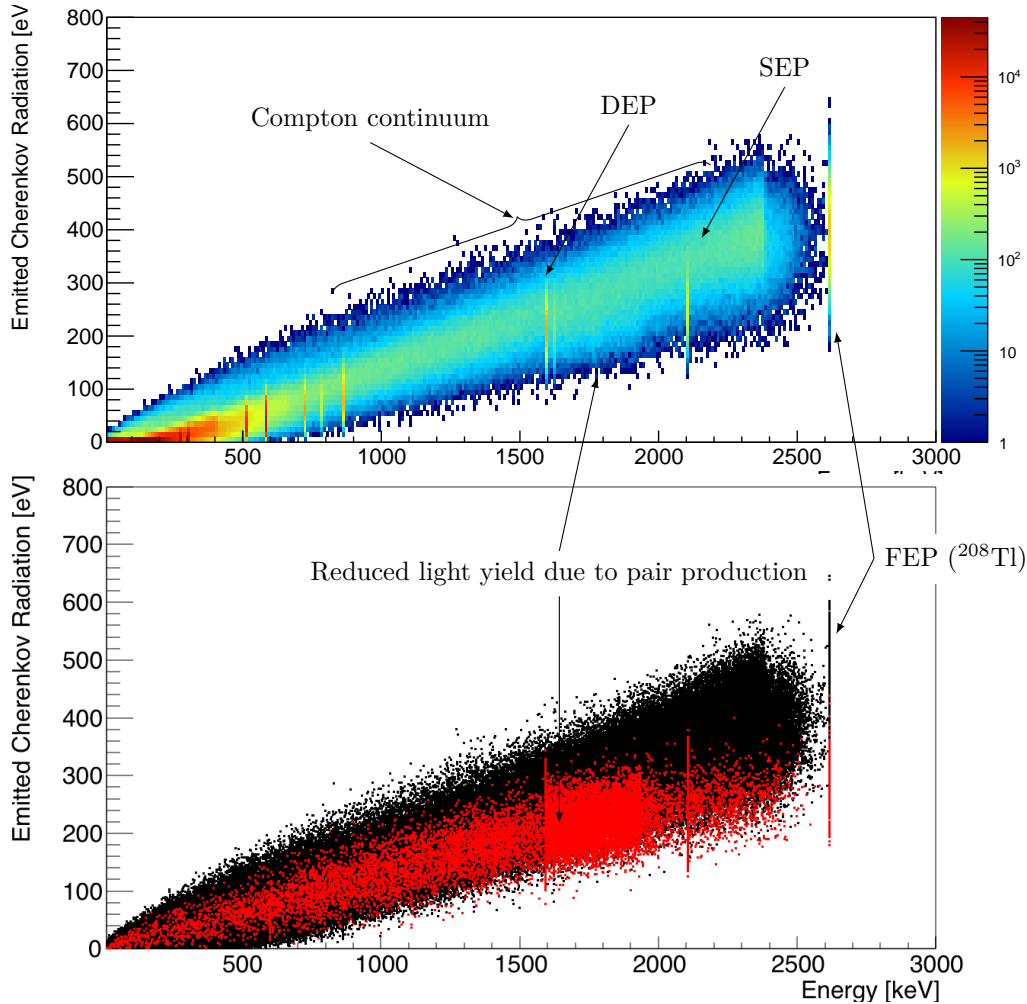 Emitted Cherenkov Radiation [eV
800
700
600
500
400
300
200
100
0
SEP
DEP
Compton continuum
10⁴
10³
10²
10
1
500 1000 1500 2000 2500 3000
800
700
600
500
400
300
200
100
0
Emitted Cherenkov Radiation [eV]
Reduced light yield due to pair production
FEP (²⁰⁸Tl)
500 1000 1500 2000 2500 3000
Energy [keV]